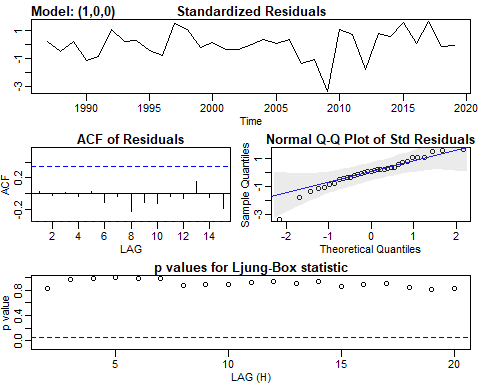 Model: (1,0,0) Standardized Residuals
1
-1
-3
1990 1995 2000 2005 2010 2015 2020
Time
ACF of Residuals
ACF
0.2
-0.2
2 4 6 8 10 12 14
LAG
Normal Q-Q Plot of Std Residuals
Sample Quantiles
1
-1
-3
-2 -1 0 1 2
Theoretical Quantiles
p values for Ljung-Box statistic
p value
0.8
0.4
0.0
5 10 15 20
LAG (H)